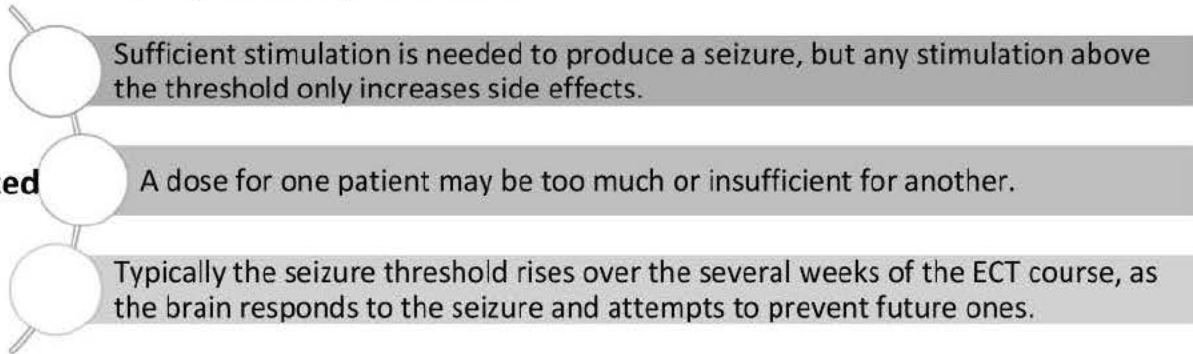 Sufficient stimulation is needed to produce a seizure, but any stimulation above
the threshold only increases side effects.
A dose for one patient may be too much or insufficient for another.
Typically the seizure threshold rises over the several weeks of the ECT course, as
the brain responds to the seizure and attempts to prevent future ones.